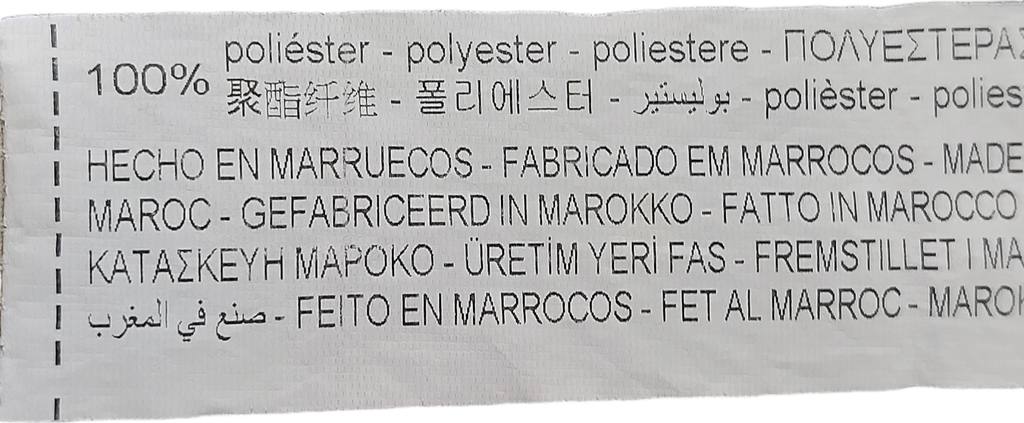 100% poliéster - polyester - poliestere - ΠΟΛΥΕΣΤΕΡΑΣ
聚酯纤维 - 폴리에스터 - بوليستير - polièster - polies
HECHO EN MARRUECOS - FABRICADO EM MARROCOS - MADE
MAROC - GEFABRICEERD IN MAROKKO - FATTO IN MAROCCO
ΚΑΤΑΣΚΕΥΗ ΜΑΡΟΚΟ - ÜRETİM YERİ FAS - FREMSTILLET I MA
صنع في المغرب - FEITO EN MARROCOS - FET AL MARROC - MAROK